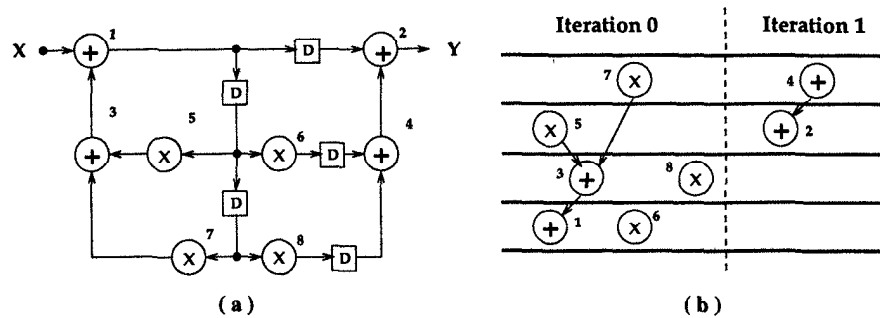 X
+
1
D
+
2
Y
D
3
5
6
4
+
X
X
D
+
D
7
8
X
X
D
( a )
Iteration 0
Iteration 1
7
X
4
+
X
5
+
2
3
+
8
X
+
1
X
6
( b )